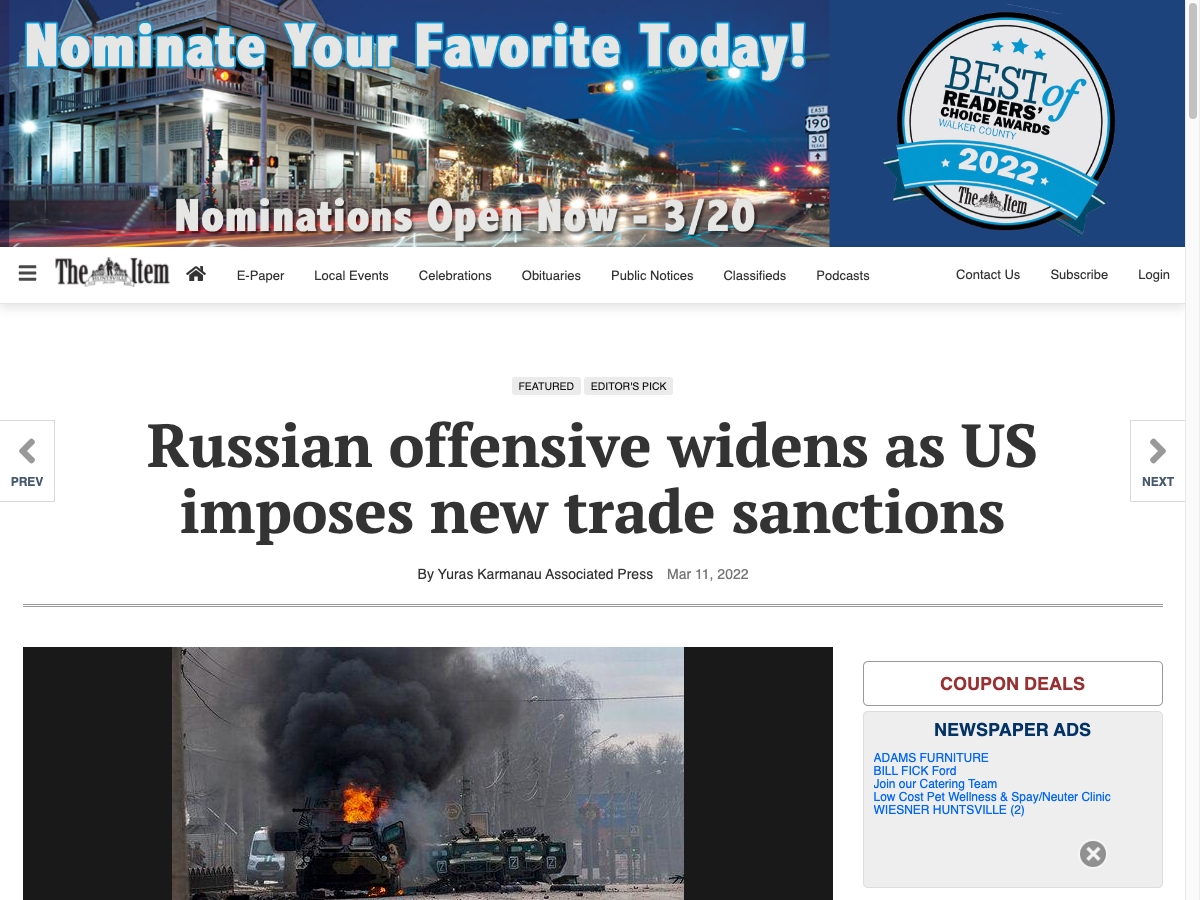 Nominate Your Favorite Today!
EAST
190
30
Nominations Open Now - 3/20
BEST of
READERS'
CHOICE AWARDS
WALKER COUNTY
2022
The Item
The Item
E-Paper
Local Events
Celebrations
Obituaries
Public Notices
Classifieds
Podcasts
Contact Us
Subscribe
Login
FEATURED
EDITOR'S PICK
PREV
Russian offensive widens as US
imposes new trade sanctions
NEXT
By Yuras Karmanau Associated Press Mar 11, 2022
Z
Z
COUPON DEALS
NEWSPAPER ADS
ADAMS FURNITURE
BILL FICK Ford
Join our Catering Team
Low Cost Pet Wellness & Spay/Neuter Clinic
WIESNER HUNTSVILLE (2)